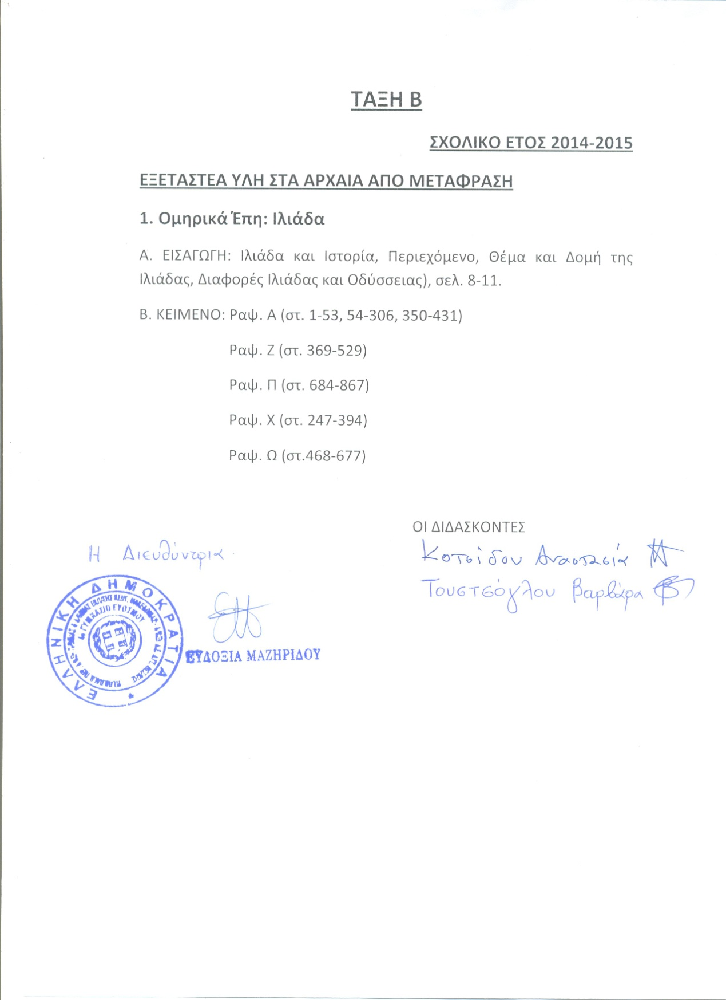 ΤΑΞΗ Β
ΣΧΟΛΙΚΟ ΕΤΟΣ 2014-2015
ΕΞΕΤΑΣΤΕΑ ΥΛΗ ΣΤΑ ΑΡΧΑΙΑ ΑΠΟ ΜΕΤΑΦΡΑΣΗ
1. Ομηρικά Έπη: Ιλιάδα
Α. ΕΙΣΑΓΩΓΗ: Ιλιάδα και Ιστορία, Περιεχόμενο, Θέμα και Δομή της
Ιλιάδας, Διαφορές Ιλιάδας και Οδύσσειας), σελ. 8-11.
Β. ΚΕΙΜΕΝΟ: Ραψ. Α (στ. 1-53, 54-306, 350-431)
Ραψ. Ζ (στ. 369-529)
Ραψ. Π (στ. 684-867)
Ραψ. Χ (στ. 247-394)
Ραψ. Ω (στ.468-677)
ΟΙ ΔΙΔΑΣΚΟΝΤΕΣ
Κοτσίδου Αναστασία
Τουστσόγλου Βαρβάρα
Η Διευθύντρια
ΕΛΛΗΝΙΚΗ ΔΗΜΟΚΡΑΤΙΑ
ΓΥΜΝΑΣΙΟ ΕΥΟΣΜΟΥ
ΕΥΔΟΞΙΑ ΜΑΖΗΡΙΔΟΥ